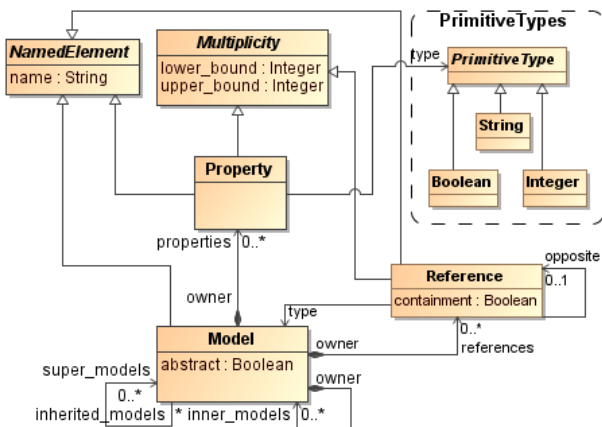 PrimitiveTypes
NamedElement
name : String
Multiplicity
lower_bound : Integer
upper_bound : Integer
type
PrimitiveType
String
Boolean
Integer
Property
properties
0..*
owner
opposite
0..1
Reference
containment : Boolean
type
0..*
references
Model
abstract : Boolean
owner
owner
super_models
0..*
inherited_models
*
inner_models
0..*